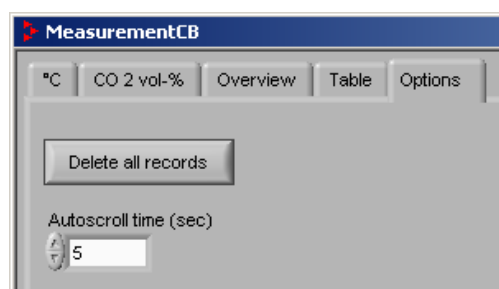 MeasurementCB
°C CO 2 vol-% Overview Table Options
Delete all records
Autoscroll time (sec)
5